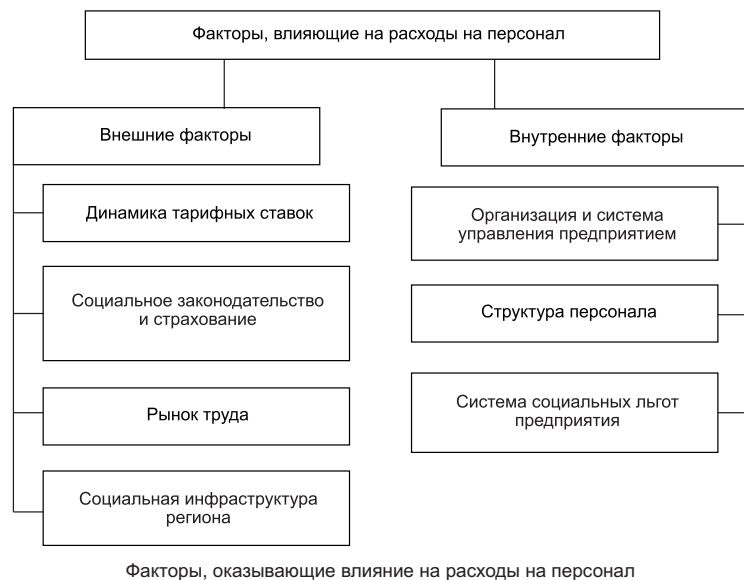 Факторы, влияющие на расходы на персонал
Внешние факторы
Динамика тарифных ставок
Социальное законодательство
и страхование
Рынок труда
Социальная инфраструктура
региона
Внутренние факторы
Организация и система
управления предприятием
Структура персонала
Система социальных льгот
предприятия
Факторы, оказывающие влияние на расходы на персонал